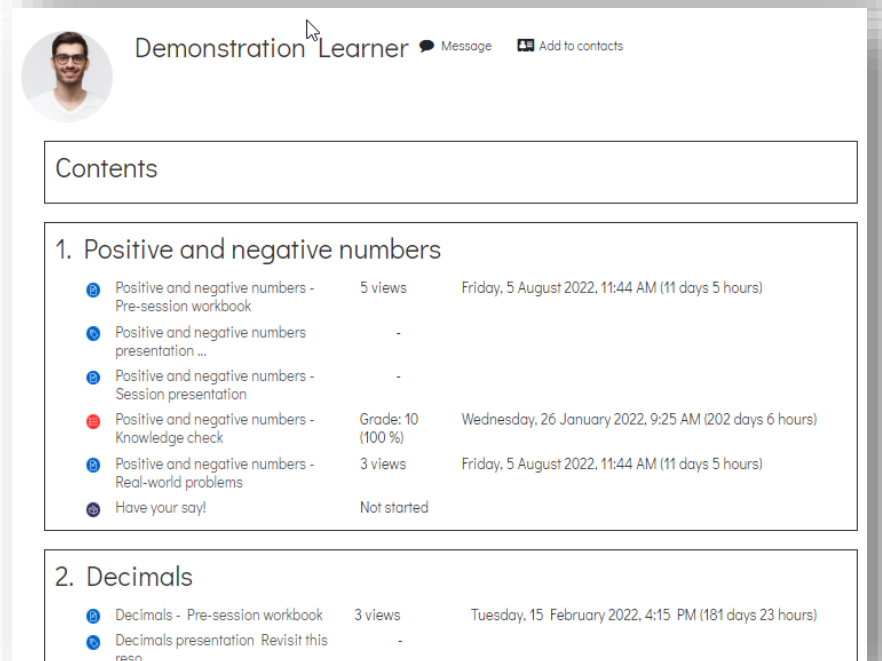 Demonstration Learner Message Add to contacts
Contents
1. Positive and negative numbers
Positive and negative numbers - 5 views Friday, 5 August 2022, 11:44 AM (11 days 5 hours)
Pre-session workbook
Positive and negative numbers -
presentation ...
Positive and negative numbers - -
Session presentation
Positive and negative numbers - Grade: 10 Wednesday, 26 January 2022, 9:25 AM (202 days 6 hours)
Knowledge check (100 %)
Positive and negative numbers - 3 views Friday, 5 August 2022, 11:44 AM (11 days 5 hours)
Real-world problems
Have your say! Not started
2. Decimals
Decimals - Pre-session workbook 3 views Tuesday, 15 February 2022, 4:15 PM (181 days 23 hours)
Decimals presentation Revisit this -